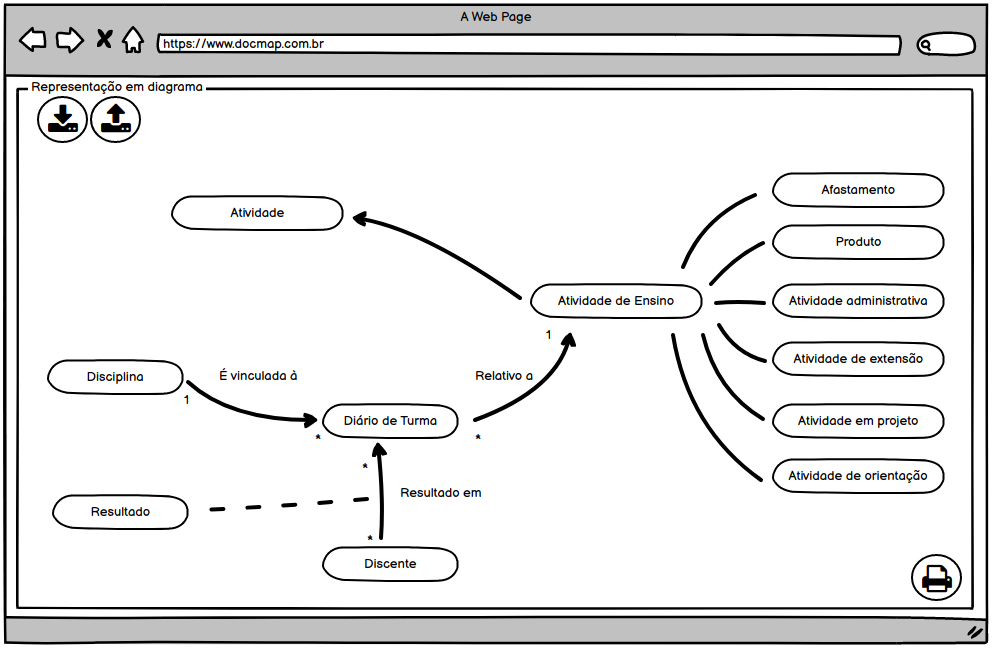 A Web Page
https://www.docmap.com.br
Representação em diagrama
Afastamento
Atividade
Produto
Atividade de Ensino
Atividade administrativa
1
Atividade de extensão
Disciplina
É vinculada à
Relativo a
1
Diário de Turma
Atividade em projeto
*
*
*
Atividade de orientação
Resultado em
Resultado
*
Discente